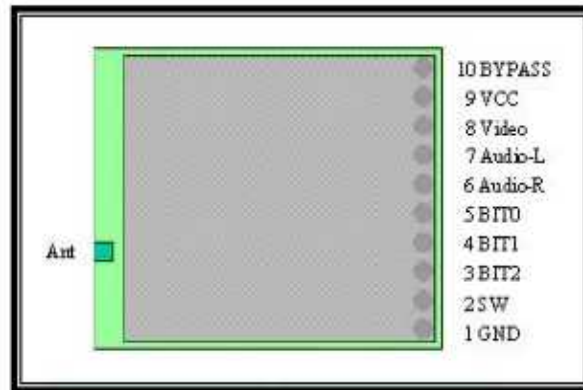 10 BYPASS
9 VCC
8 Video
7 Audio-L
6 Audio-R
5 BIT0
Ant
4 BIT1
3 BIT2
2 SW
1 GND